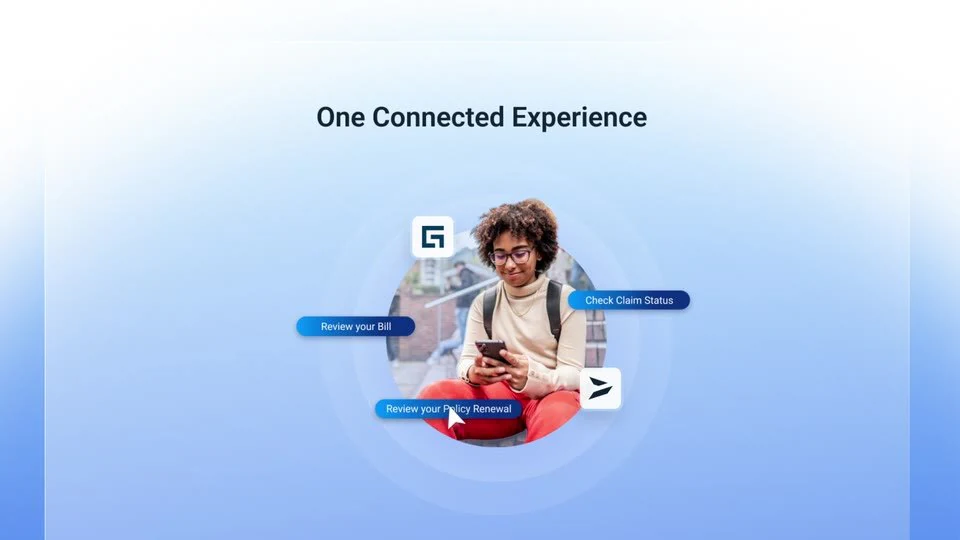 One Connected Experience
Check Claim Status
Review your Bill
Review your Policy Renewal